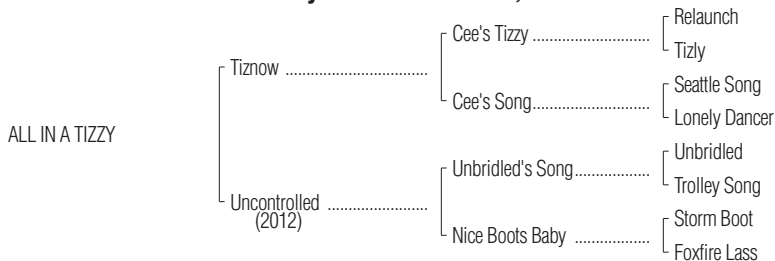 Relaunch
Cee's Tizzy
Tizly
Tiznow
Seattle Song
Cee's Song
Lonely Dancer
ALL IN A TIZZY
Unbridled
Unbridled's Song
Trolley Song
Uncontrolled
(2012)
Storm Boot
Nice Boots Baby
Foxfire Lass